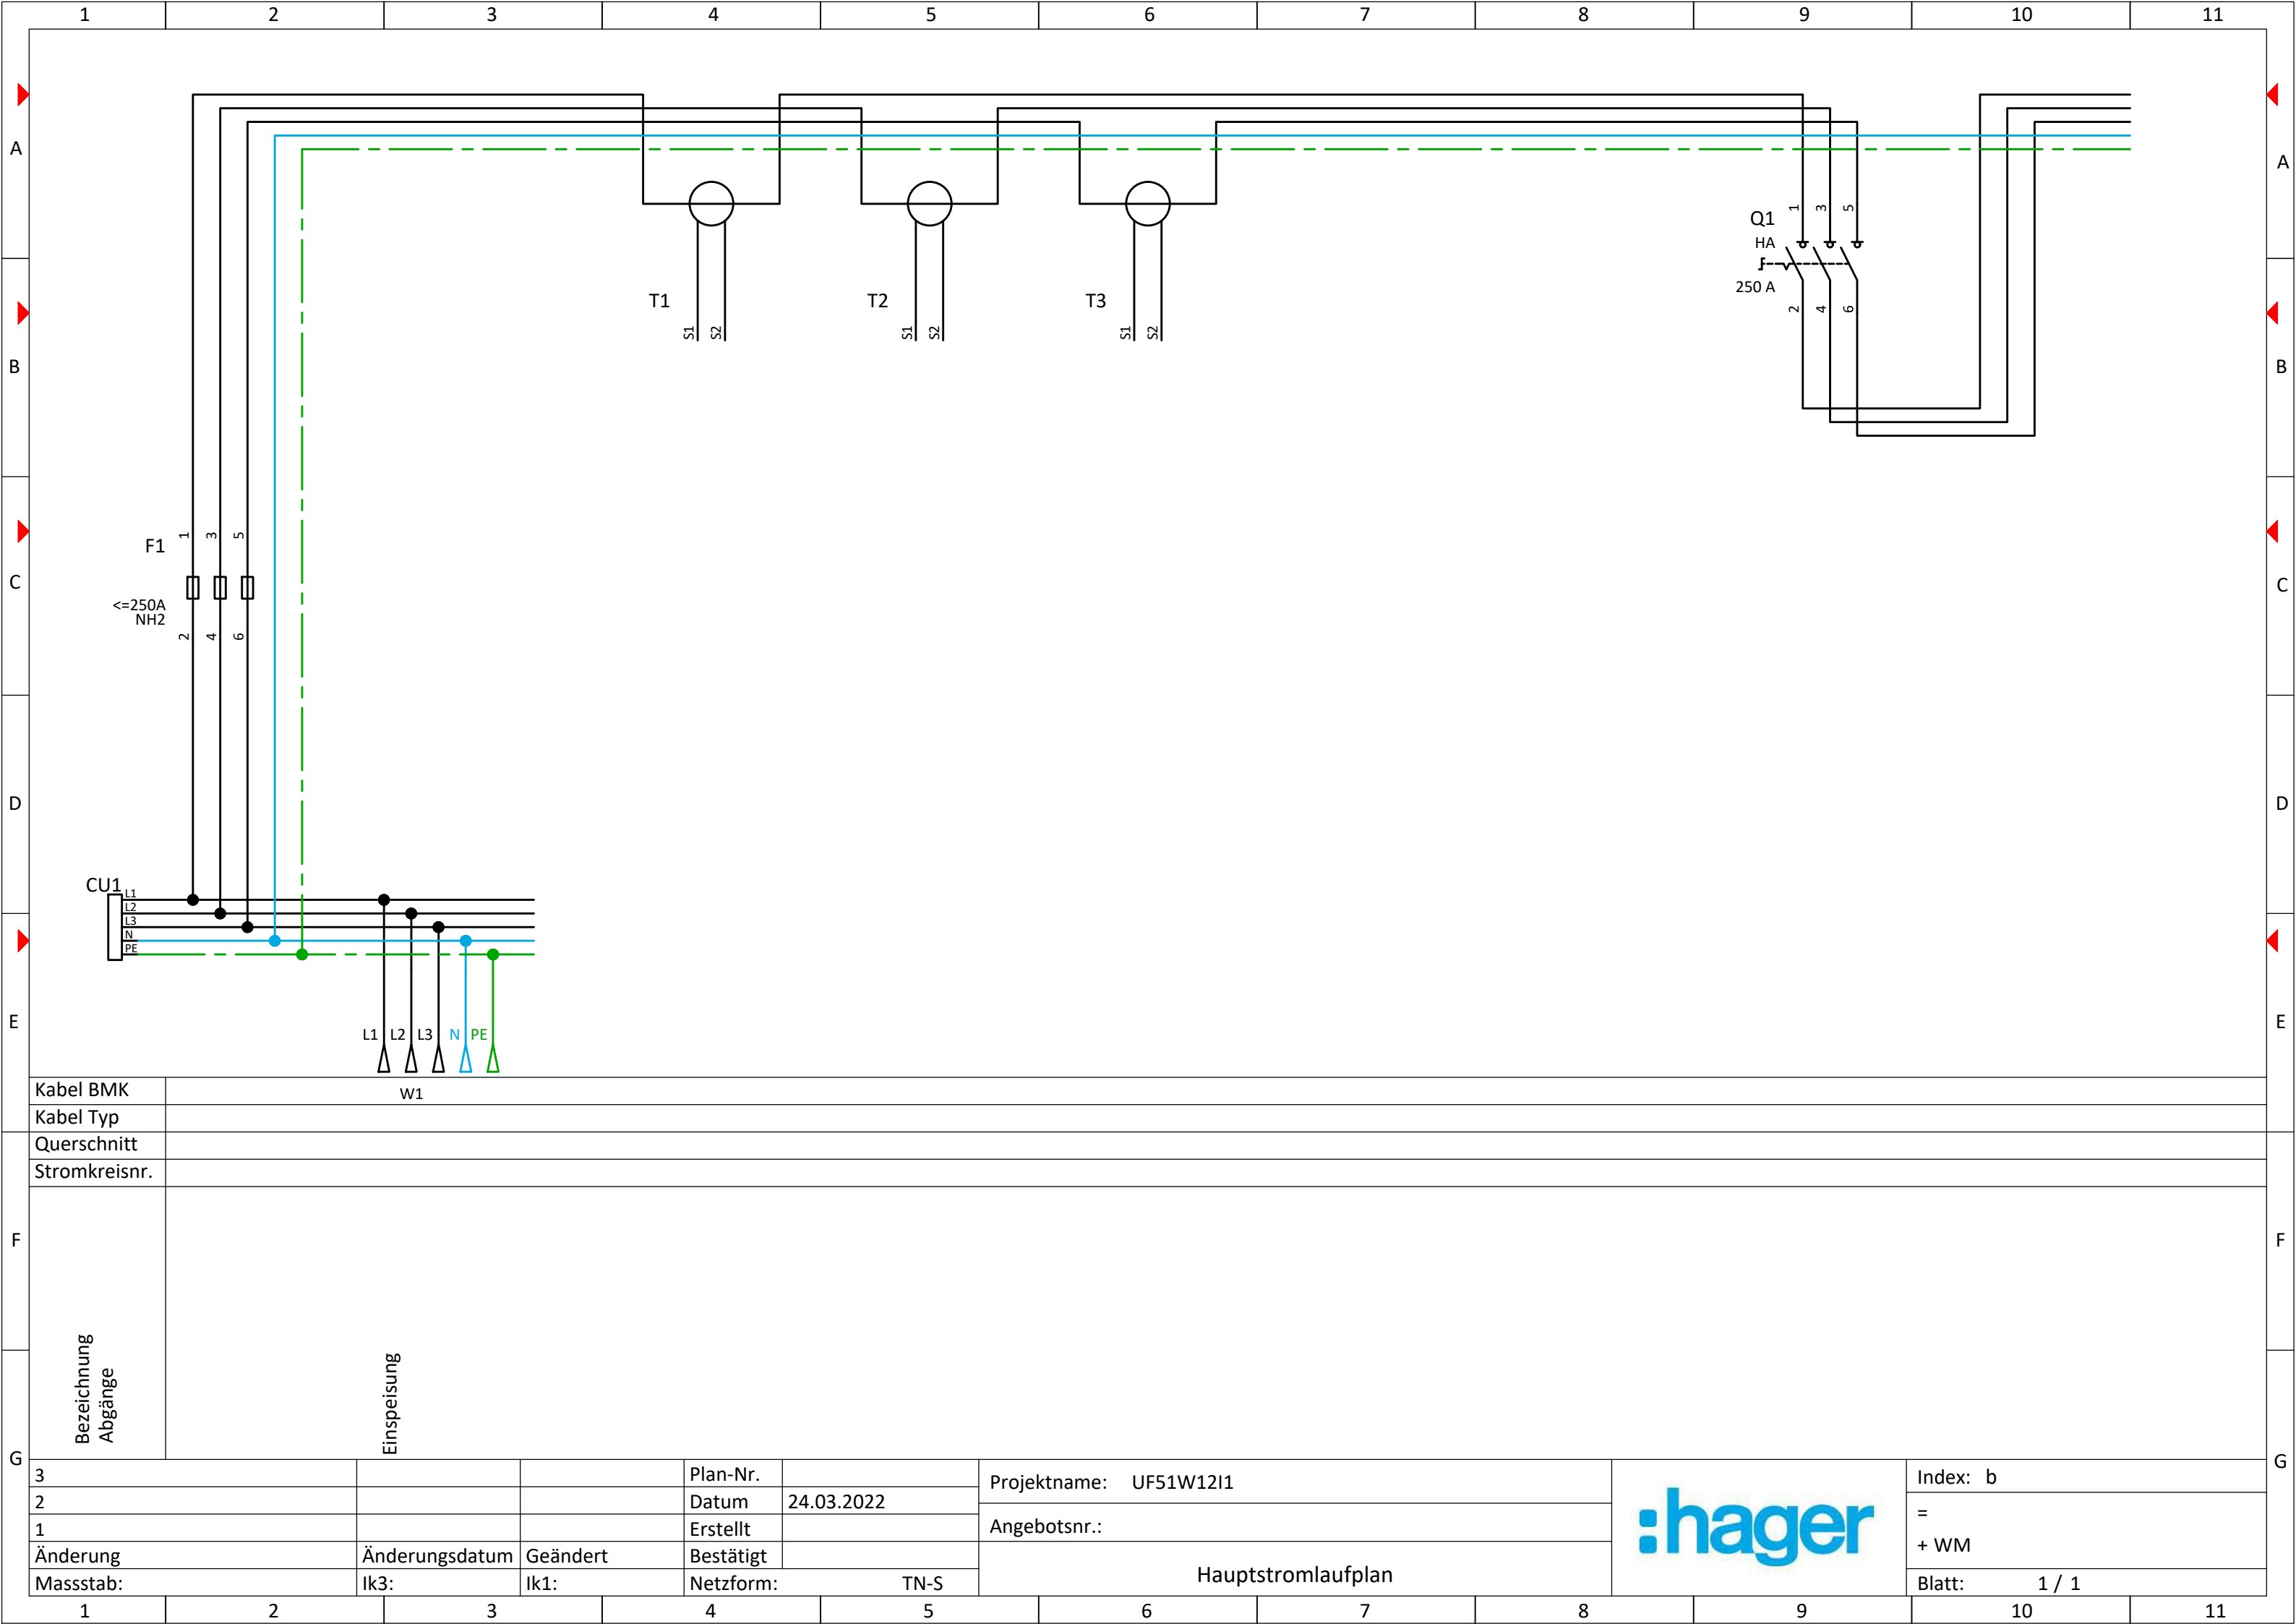 1 2 3 4 5 6 7 8 9 10 11
A A
Q1
HA
250 A
1 3 5
2 4 6
T1 S1 S2
T2 S1 S2
T3 S1 S2
B B
F1
1 3 5
<=250A
NH2
2 4 6
C C
D D
CU1
L1
L2
L3
N
PE
L1 L2 L3 N PE
E E
Kabel BMK W1
Kabel Typ
Querschnitt
Stromkreisnr.
F F
Bezeichnung
Abgänge
Einspeisung
G G
3
2
1
Änderung Änderungsdatum Geändert
Massstab: Ik3: Ik1:
Plan-Nr.
Datum 24.03.2022
Erstellt
Bestätigt
Netzform: TN-S
Projektname: UF51W12I1
Angebotsnr.:
Hauptstromlaufplan
:hager
Index: b
=
+ WM
Blatt: 1 / 1
1 2 3 4 5 6 7 8 9 10 11